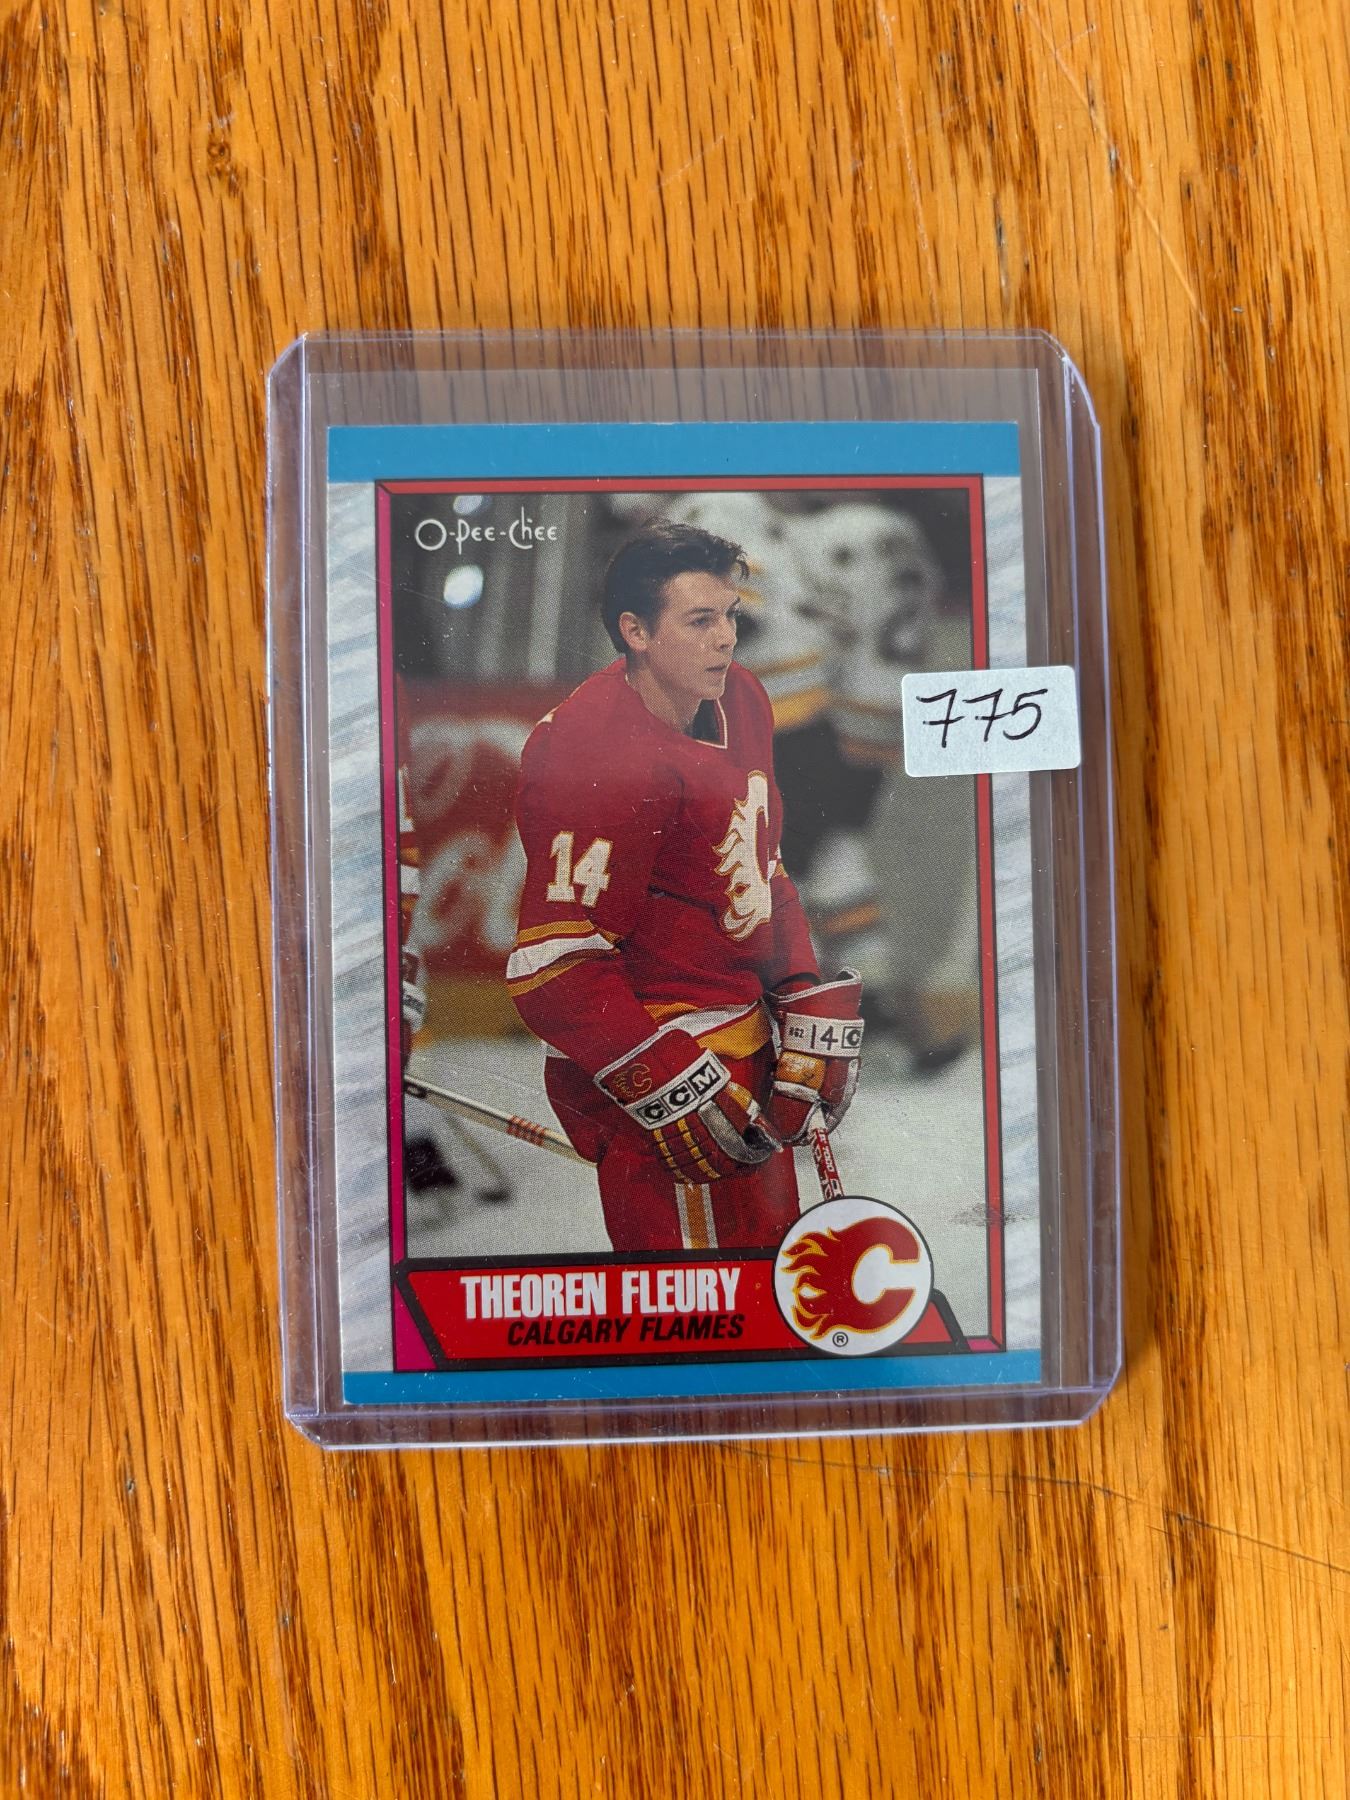 O-Pee-Chee
775
14
14 C
CCM
THEOREN FLEURY
CALGARY FLAMES
®